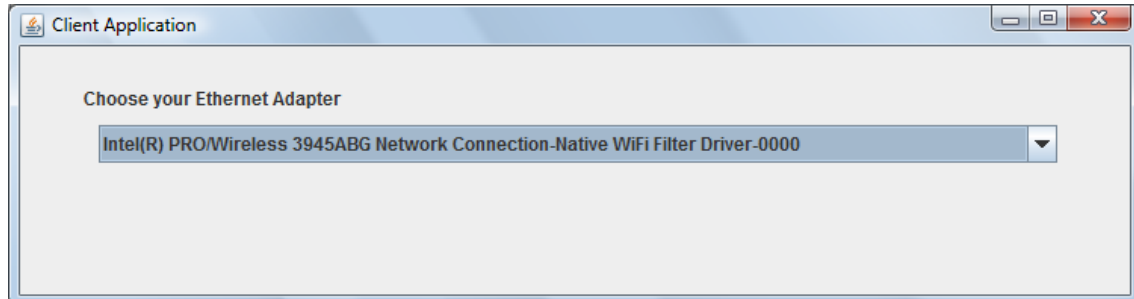 Client Application
Choose your Ethernet Adapter
Intel(R) PRO/Wireless 3945ABG Network Connection-Native WiFi Filter Driver-0000